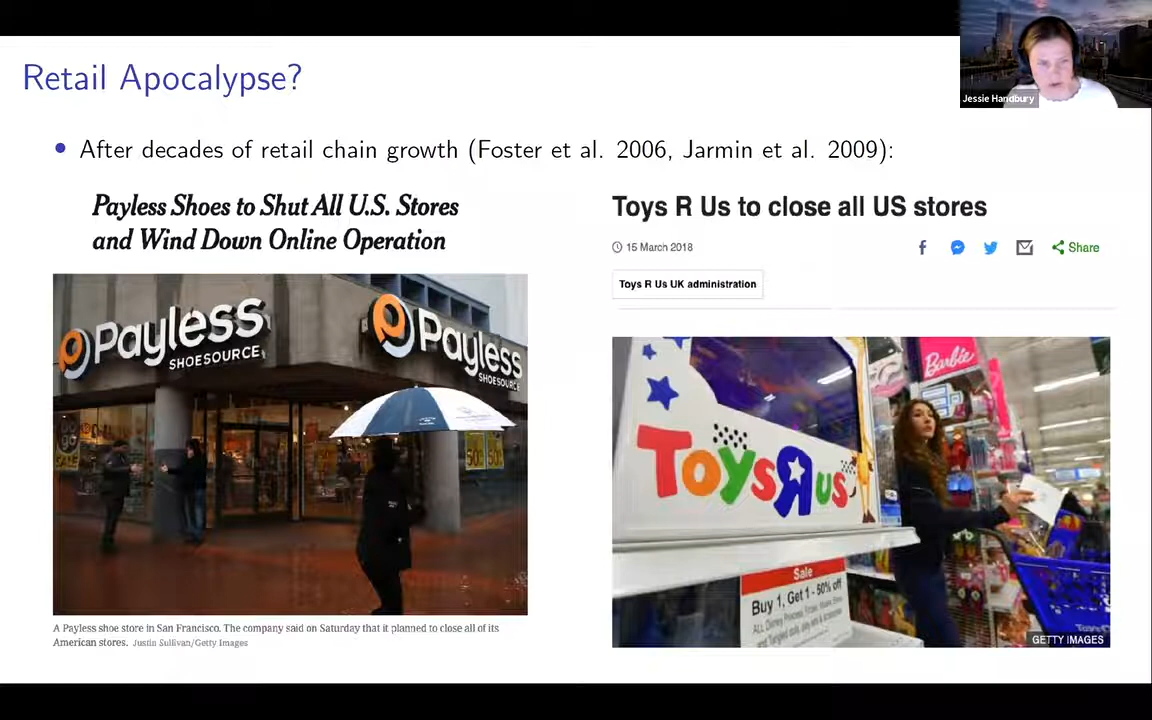 Retail Apocalypse?
Jessie Handbury
• After decades of retail chain growth (Foster et al. 2006, Jarmin et al. 2009):
Payless Shoes to Shut All U.S. Stores
and Wind Down Online Operation
Payless
SHOESOURCE
Payless
SHOESOURCE
SALE
50%
A Payless shoe store in San Francisco. The company said on Saturday that it planned to close all of its
American stores. Justin Sullivan/Getty Images
Toys R Us to close all US stores
15 March 2018
Share
Toys R Us UK administration
Barbie
ToysRus
Sale
Buy 1, Get 1 - 50% off
GETTY IMAGES